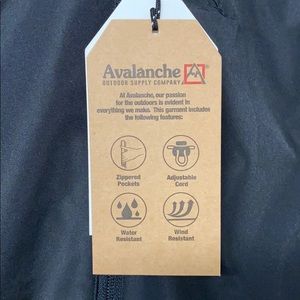 Avalanche
OUTDOOR SUPPLY COMPANY
At Avalanche, our passion
for the outdoors is evident in
everything we make. This garment includes
the following features:
Zippered
Pockets
Adjustable
Cord
Water
Resistant
Wind
Resistant